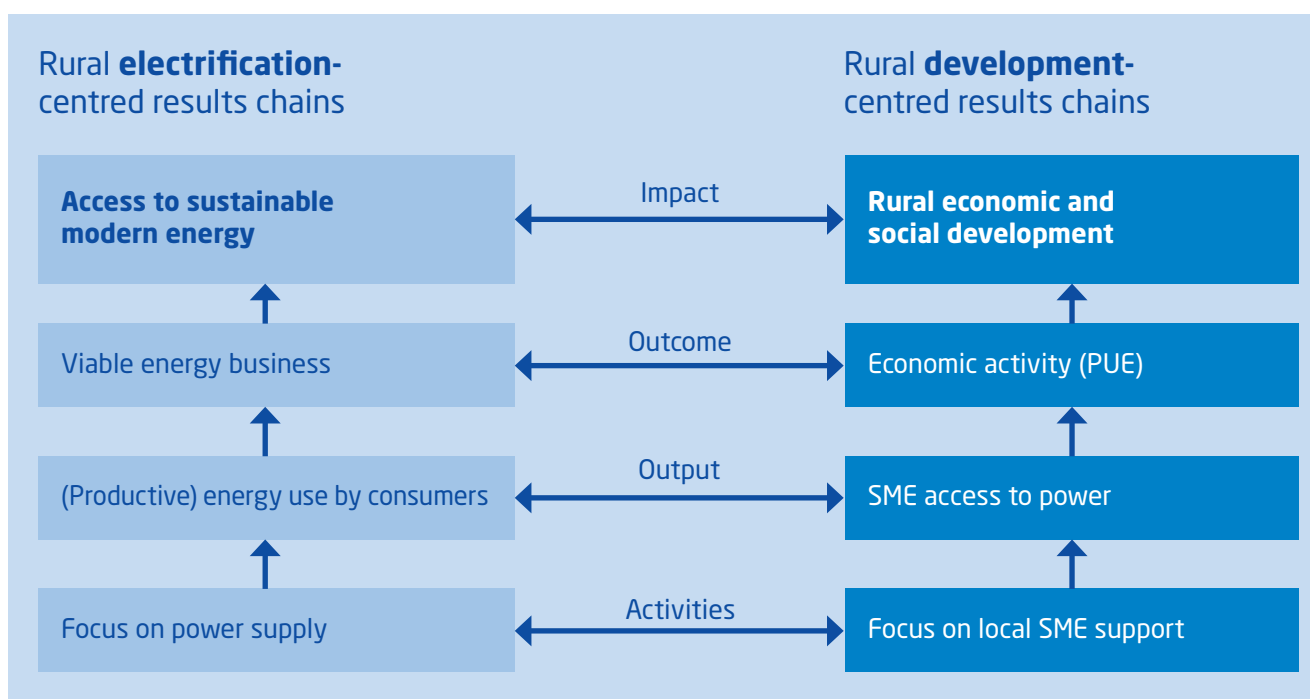 Rural electrification-
centred results chains
Rural development-
centred results chains
Access to sustainable
modern energy
Impact
Rural economic and
social development
Viable energy business
Outcome
Economic activity (PUE)
(Productive) energy use by consumers
Output
SME access to power
Focus on power supply
Activities
Focus on local SME support